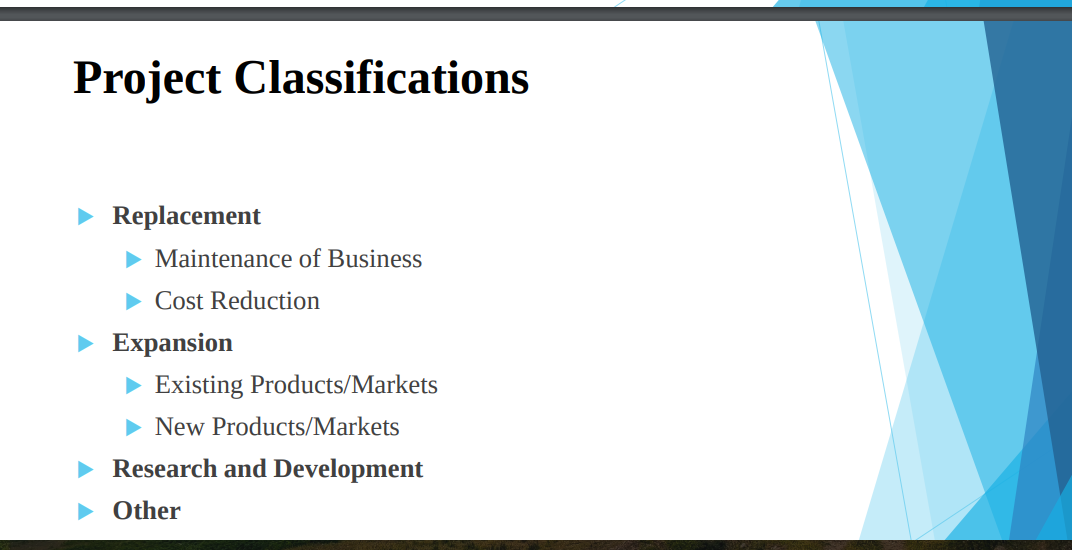 Project Classifications
Replacement
Maintenance of Business
Cost Reduction
Expansion
Existing Products/Markets
New Products/Markets
Research and Development
Other